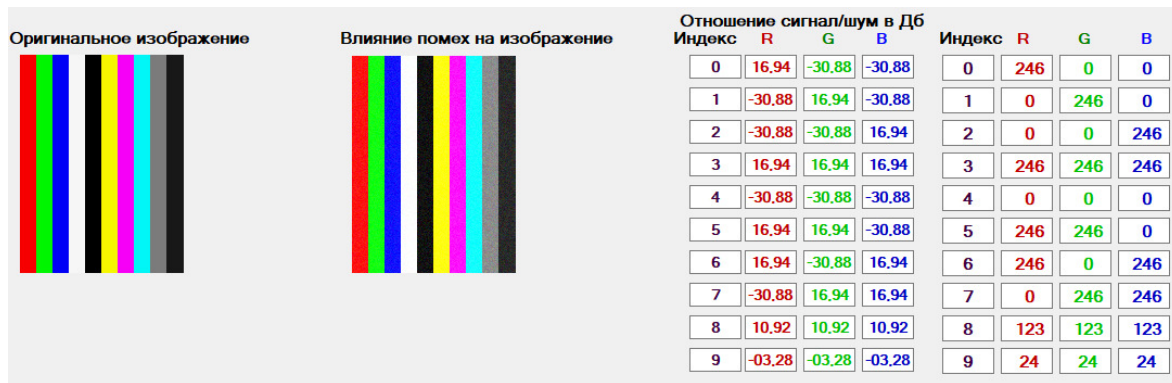 Оригинальное изображение
Влияние помех на изображение
Отношение сигнал/шум в Дб
Индекс R G B Индекс R G B
0 16,94 -30,88 -30,88 0 246 0 0
1 -30,88 16,94 -30,88 1 0 246 0
2 -30,88 -30,88 16,94 2 0 0 246
3 16,94 16,94 16,94 3 246 246 246
4 -30,88 -30,88 -30,88 4 0 0 0
5 16,94 16,94 -30,88 5 246 246 0
6 16,94 -30,88 16,94 6 246 0 246
7 -30,88 16,94 16,94 7 0 246 246
8 10,92 10,92 10,92 8 123 123 123
9 -03,28 -03,28 -03,28 9 24 24 24